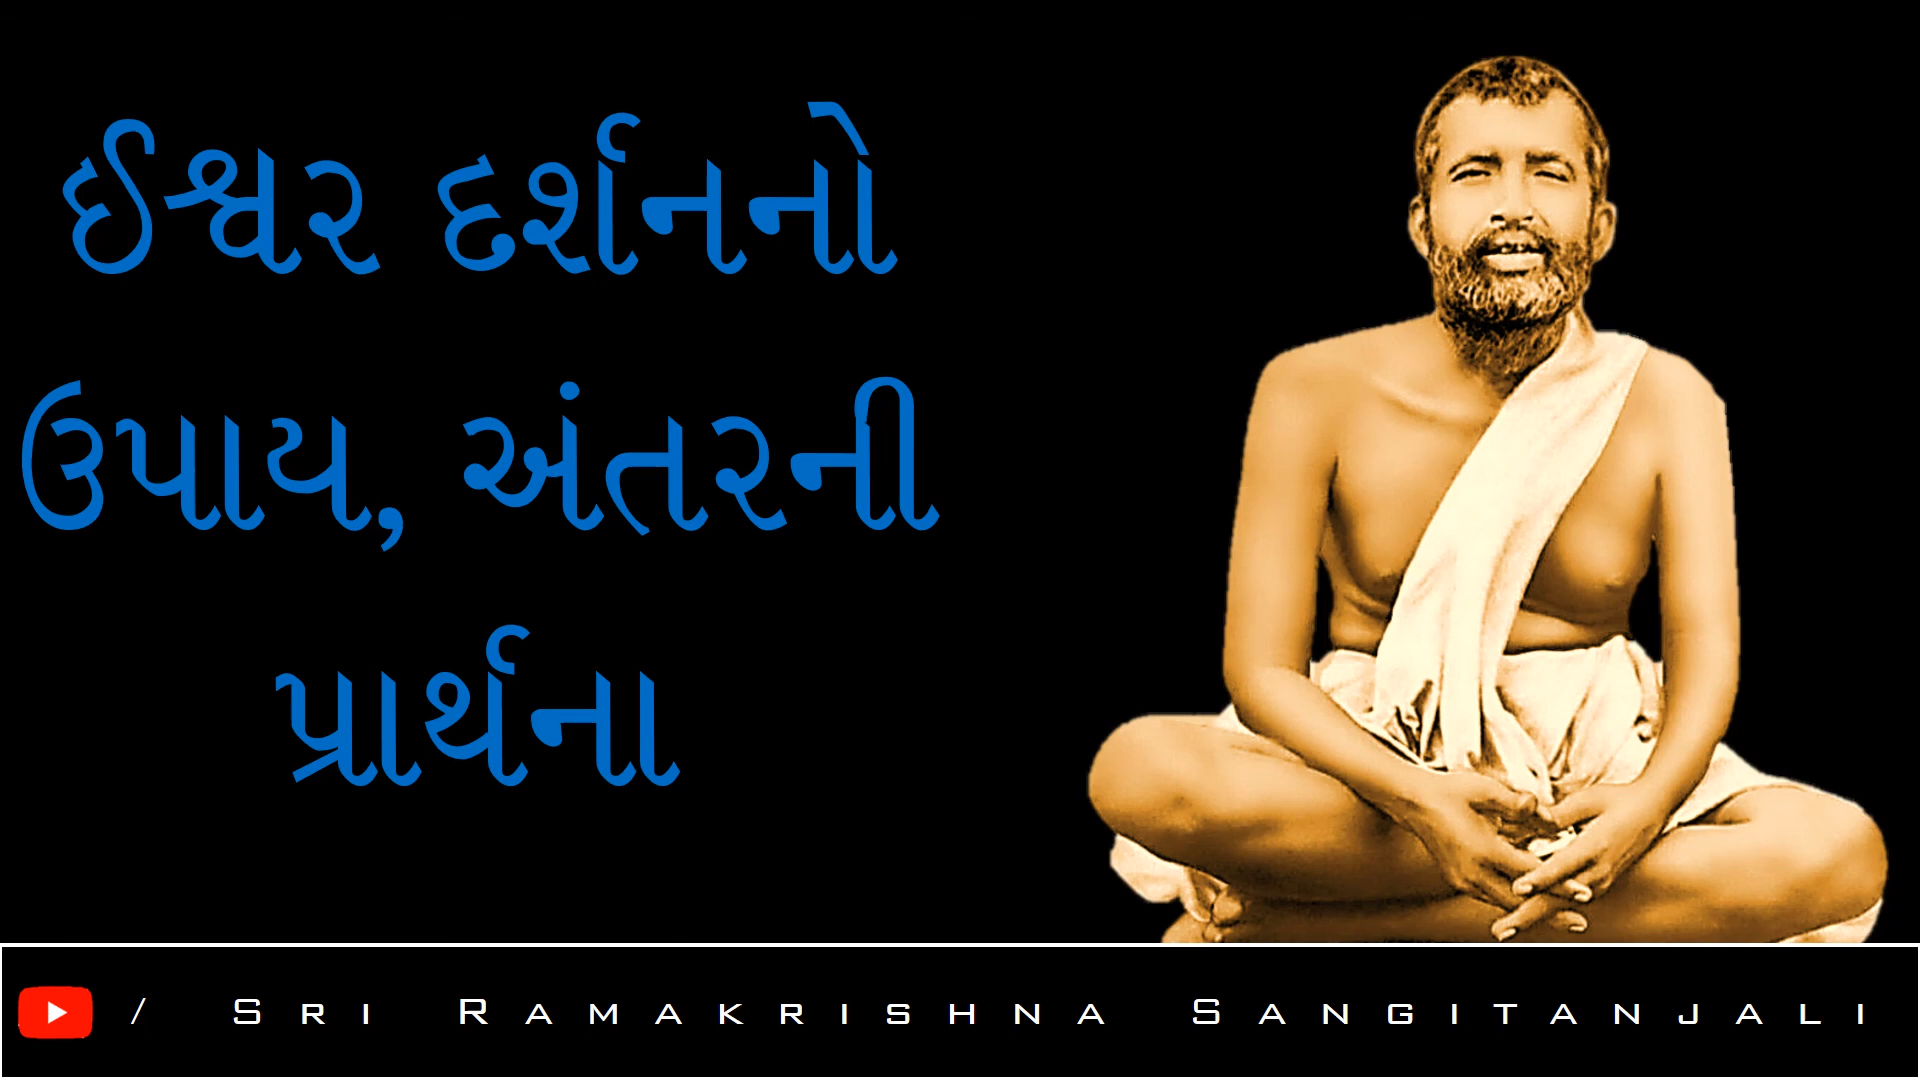 ઈશ્વર દર્શનનો
ઉપાય, અંતરની
પ્રાર્થના
/ SRI RAMAKRISHNA SANGITANJALI